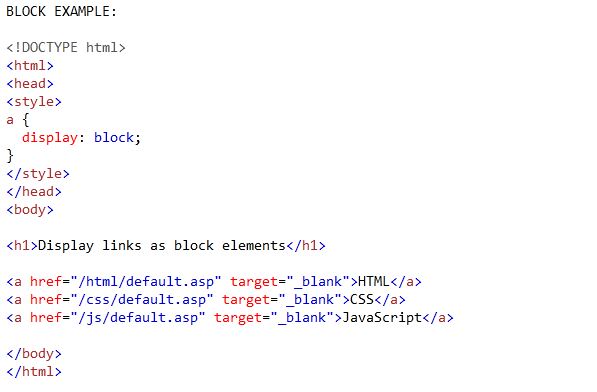 BLOCK EXAMPLE:
<!DOCTYPE html>
<html>
<head>
<style>
a {
  display: block;
}
</style>
</head>
<body>
<h1>Display links as block elements</h1>
<a href="/html/default.asp" target="_blank">HTML</a>
<a href="/css/default.asp" target="_blank">CSS</a>
<a href="/js/default.asp" target="_blank">JavaScript</a>
</body>
</html>